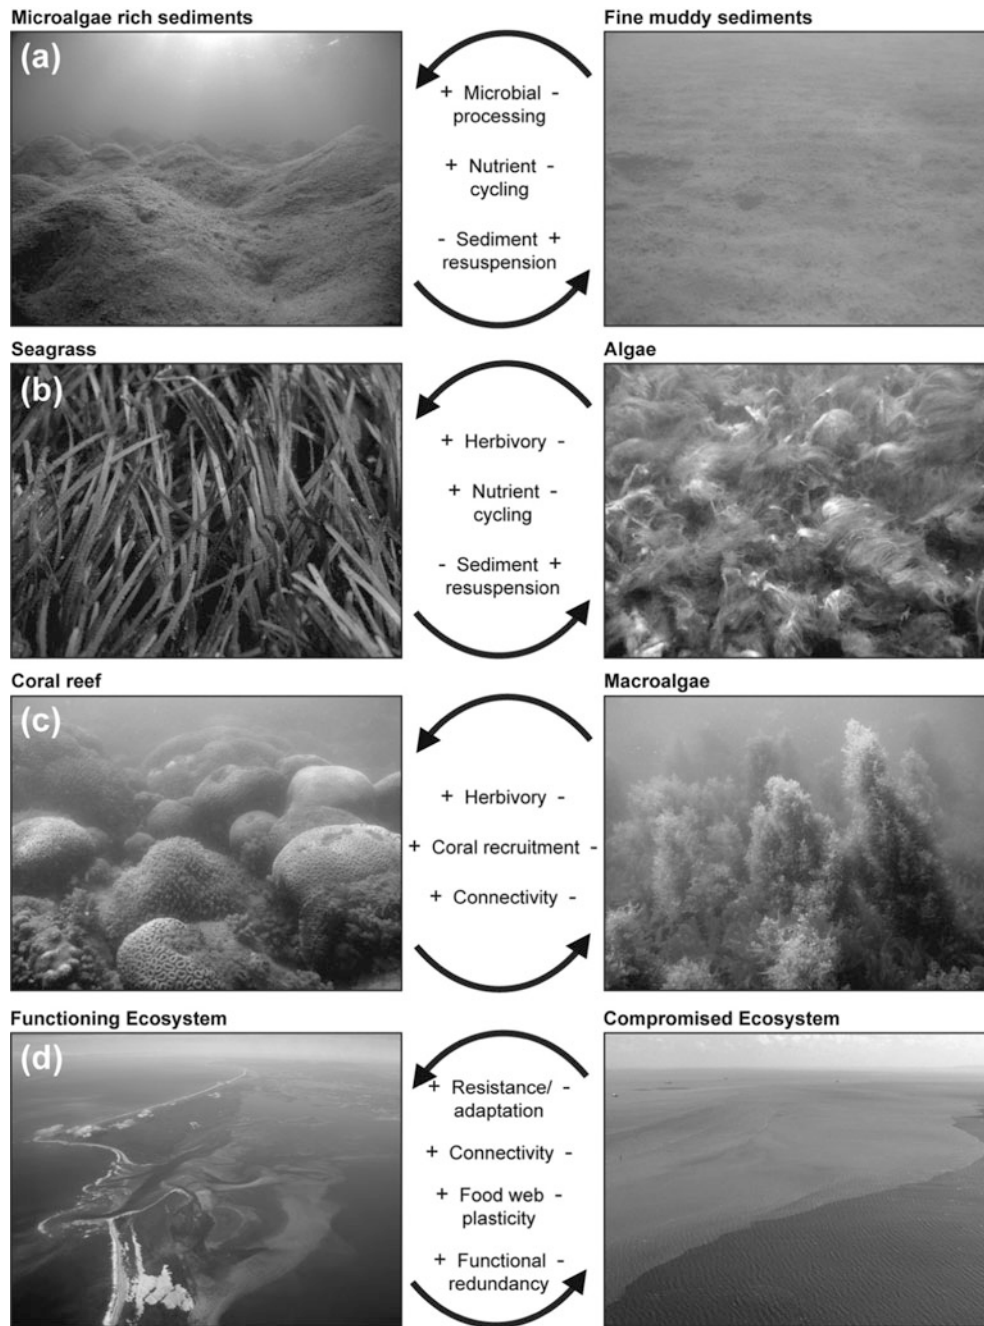 Microalgae rich sediments
Fine muddy sediments
(a)
+ Microbial -
processing
+ Nutrient -
cycling
- Sediment +
resuspension
Seagrass
Algae
(b)
+ Herbivory -
+ Nutrient -
cycling
- Sediment +
resuspension
Coral reef
Macroalgae
(c)
+ Herbivory -
+ Coral recruitment -
+ Connectivity -
Functioning Ecosystem
Compromised Ecosystem
(d)
+ Resistance/ -
adaptation
+ Connectivity -
+ Food web -
plasticity
+ Functional -
redundancy